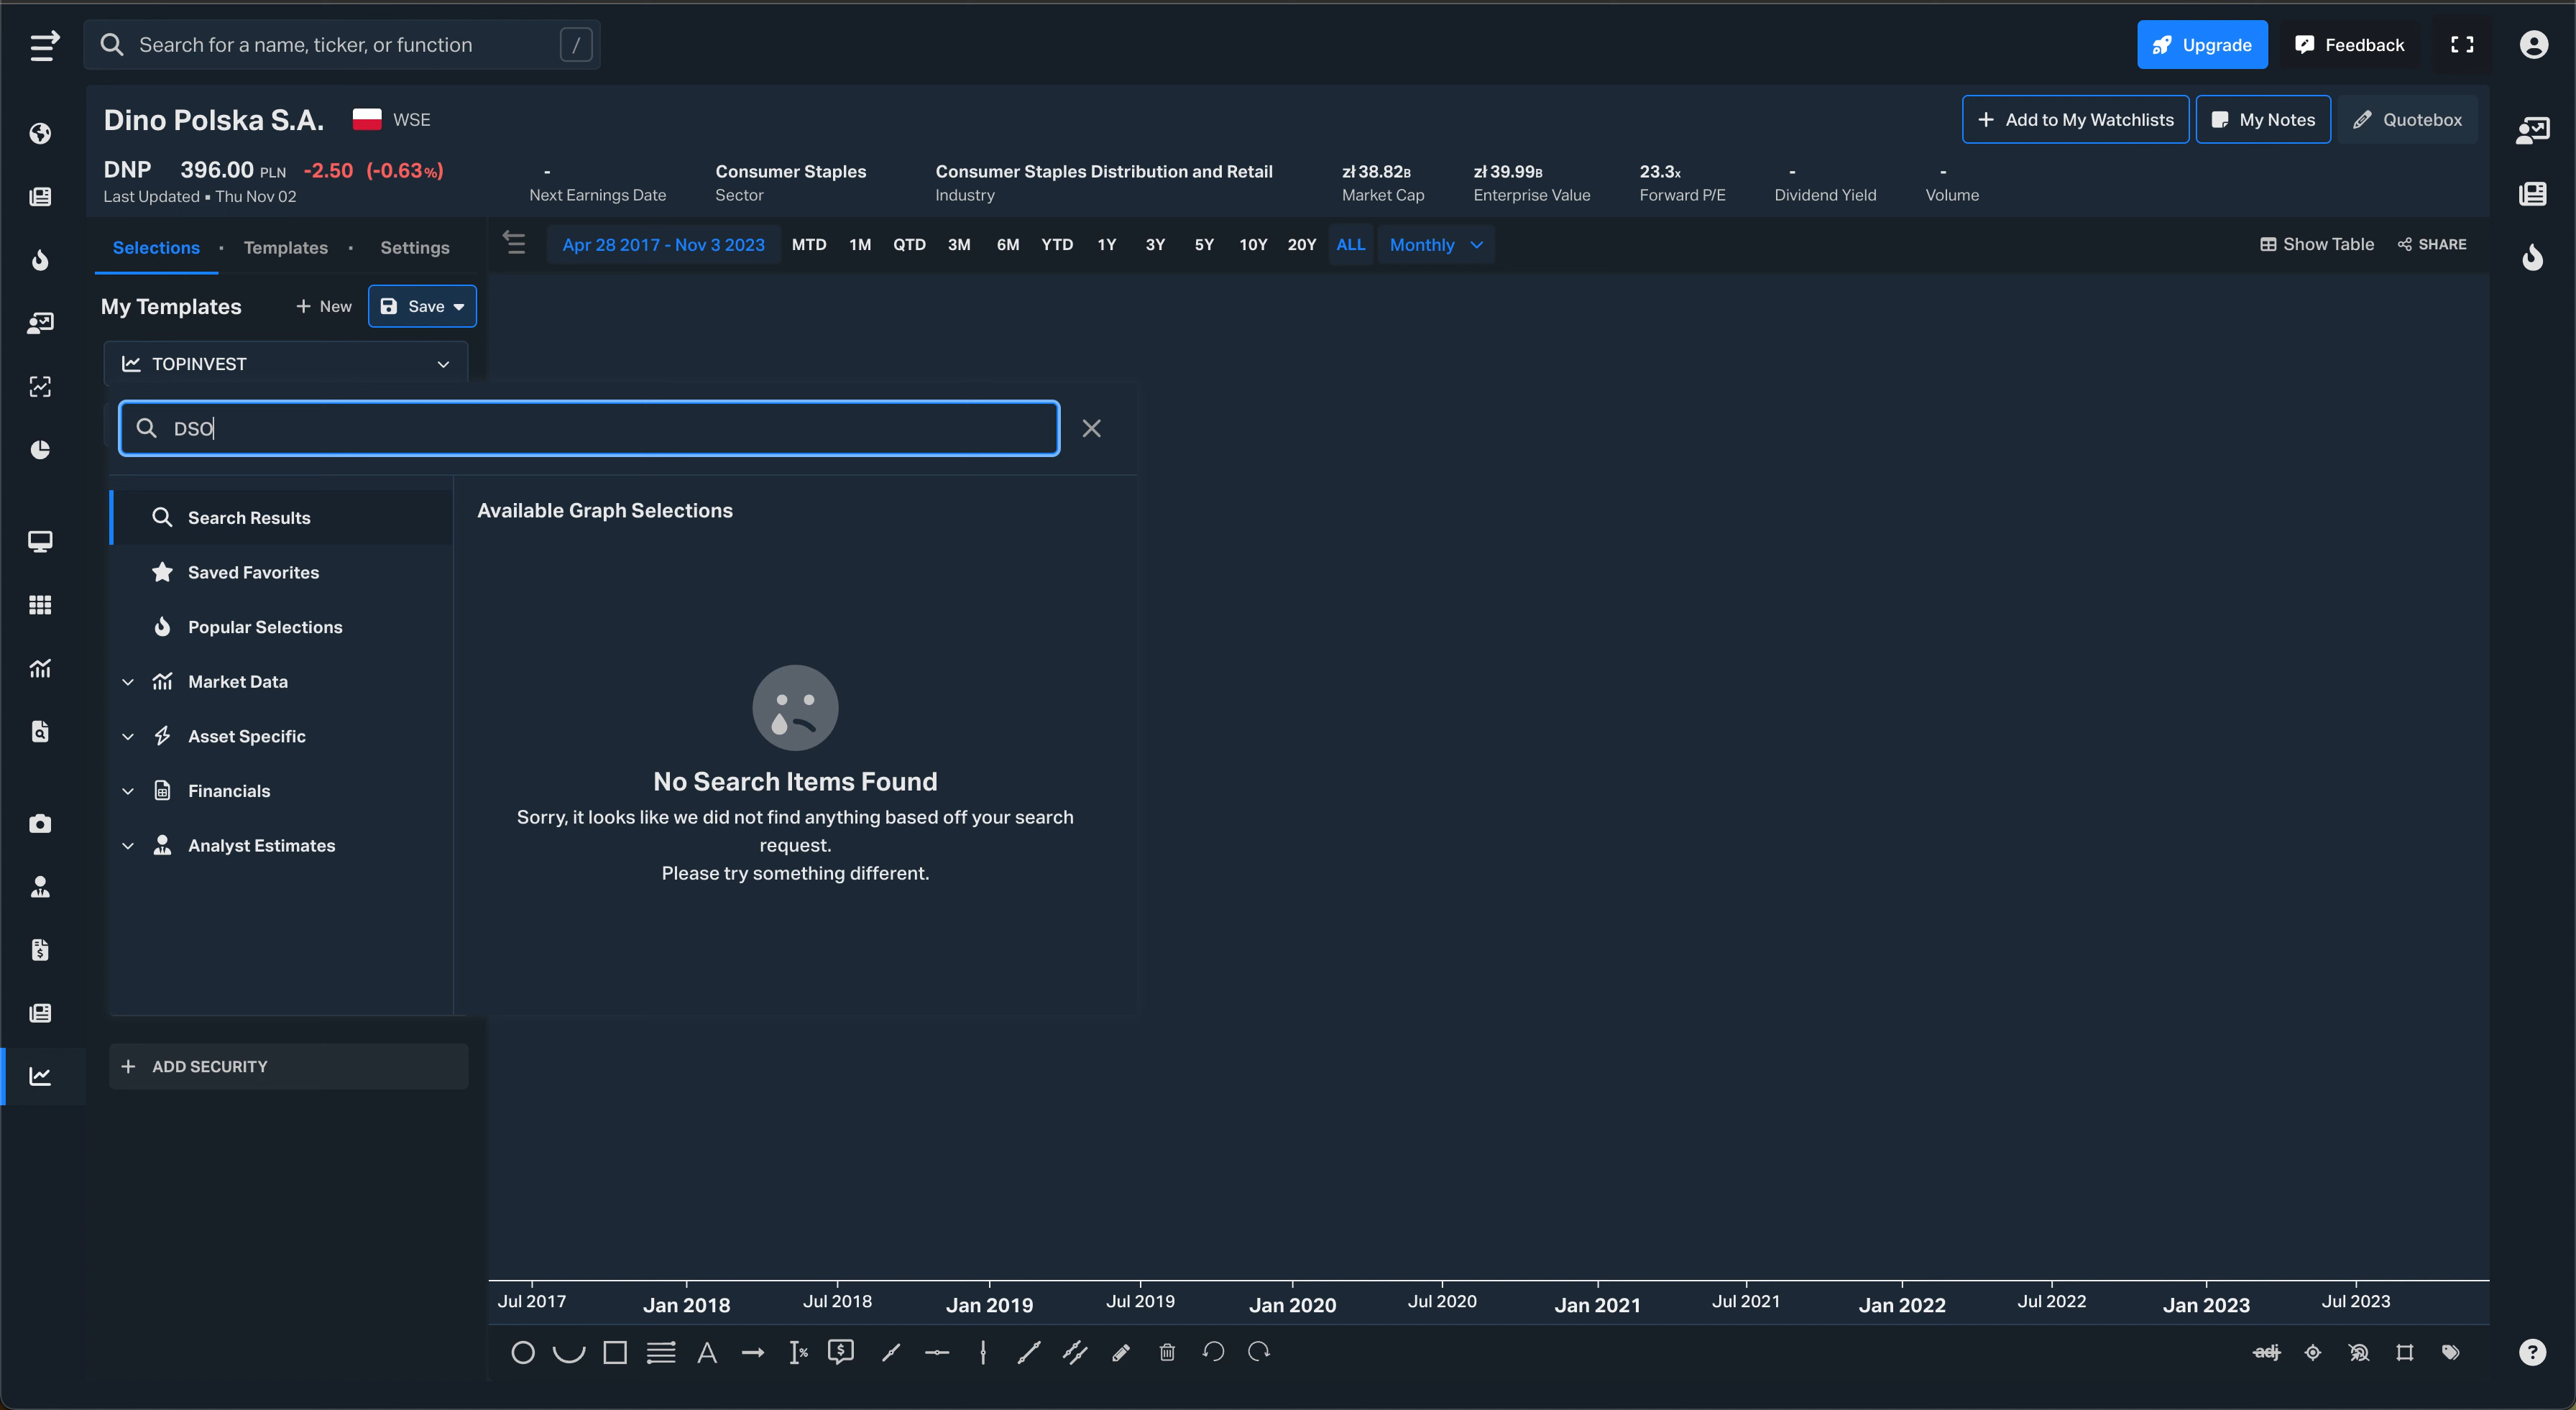 Search for a name, ticker, or function /
Upgrade
Feedback
Dino Polska S.A. WSE
Add to My Watchlists
My Notes
Quotebox
DNP 396.00 PLN -2.50 (-0.63%)
Last Updated ▪ Thu Nov 02
-
Next Earnings Date
Consumer Staples
Sector
Consumer Staples Distribution and Retail
Industry
zł 38.82B
Market Cap
zł 39.99B
Enterprise Value
23.3x
Forward P/E
-
Dividend Yield
-
Volume
Selections · Templates · Settings
Apr 28 2017 - Nov 3 2023 MTD 1M QTD 3M 6M YTD 1Y 3Y 5Y 10Y 20Y ALL Monthly
Show Table
SHARE
My Templates
+ New
Save
TOPINVEST
DSO
Search Results
Saved Favorites
Popular Selections
Market Data
Asset Specific
Financials
Analyst Estimates
Available Graph Selections
No Search Items Found
Sorry, it looks like we did not find anything based off your search
request.
Please try something different.
+ ADD SECURITY
Jul 2017 Jan 2018 Jul 2018 Jan 2019 Jul 2019 Jan 2020 Jul 2020 Jan 2021 Jul 2021 Jan 2022 Jul 2022 Jan 2023 Jul 2023
A
%
$
adj
?